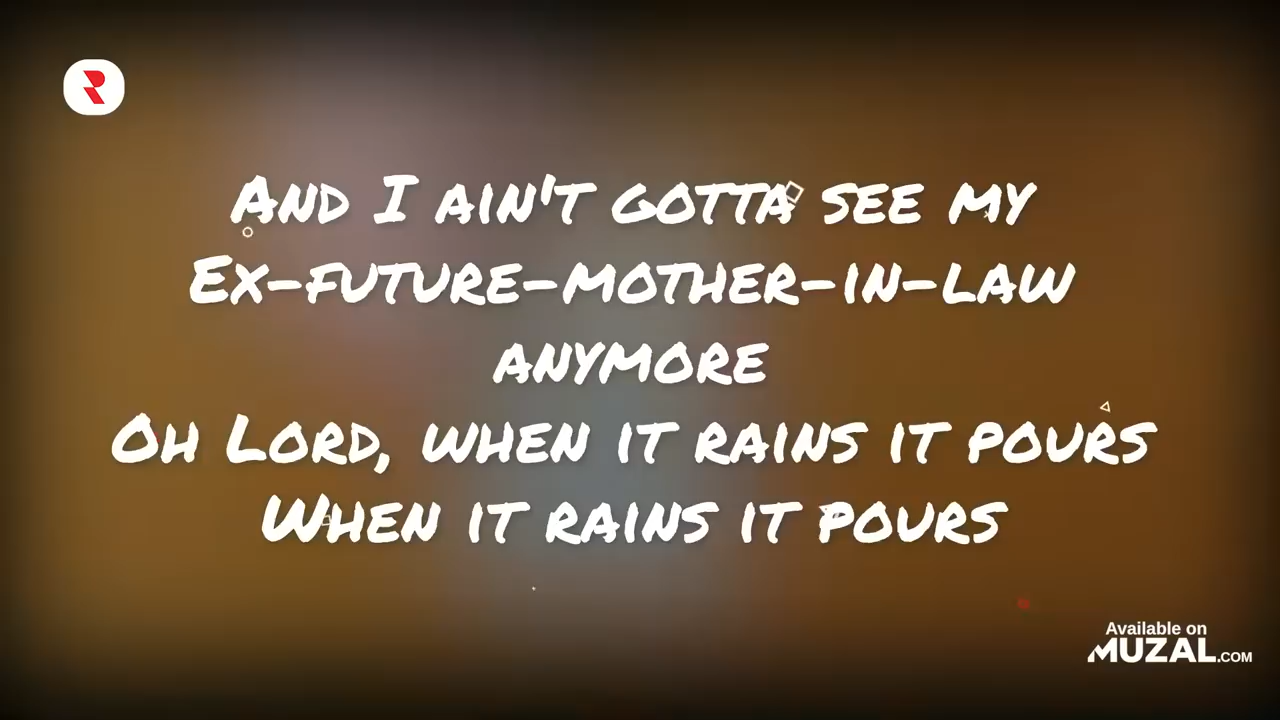 And I ain't gotta see my
Ex-future-mother-in-law
anymore
Oh Lord, when it rains it pours
When it rains it pours
Available on
MUZAL.COM